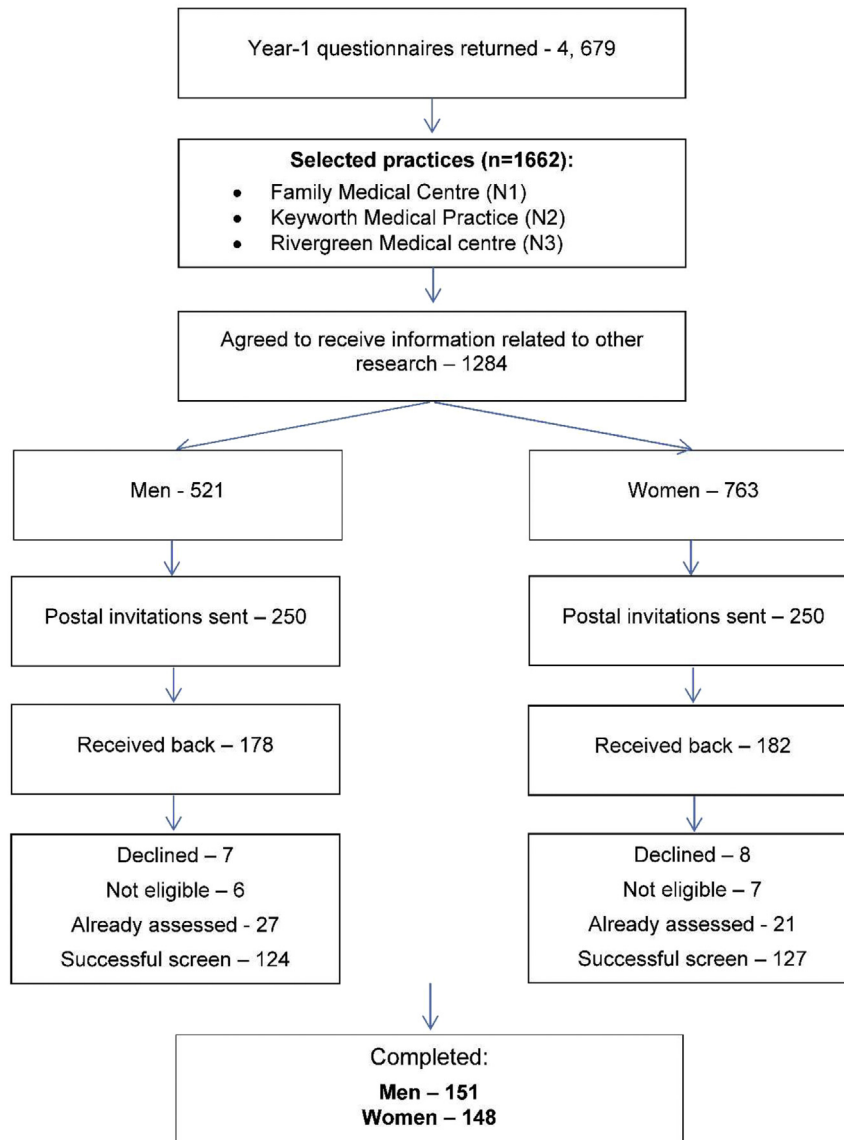 Year-1 questionnaires returned - 4, 679
Selected practices (n=1662):
• Family Medical Centre (N1)
• Keyworth Medical Practice (N2)
• Rivergreen Medical centre (N3)
Agreed to receive information related to other
research – 1284
Men - 521
Women – 763
Postal invitations sent – 250
Postal invitations sent – 250
Received back – 178
Received back – 182
Declined – 7
Not eligible – 6
Already assessed - 27
Successful screen – 124
Declined – 8
Not eligible – 7
Already assessed - 21
Successful screen – 127
Completed:
Men – 151
Women – 148